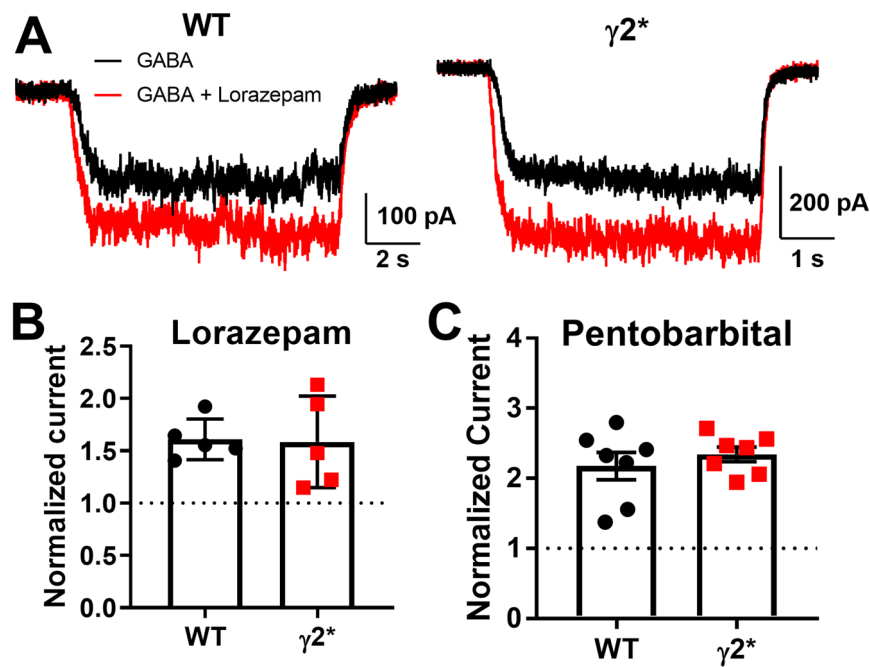 A
WT
γ2*
GABA
GABA + Lorazepam
100 pA
2 s
200 pA
1 s
B
Lorazepam
Normalized current
2.5
2.0
1.5
1.0
0.5
0.0
WT
γ2*
C
Pentobarbital
Normalized Current
4
3
2
1
0
WT
γ2*